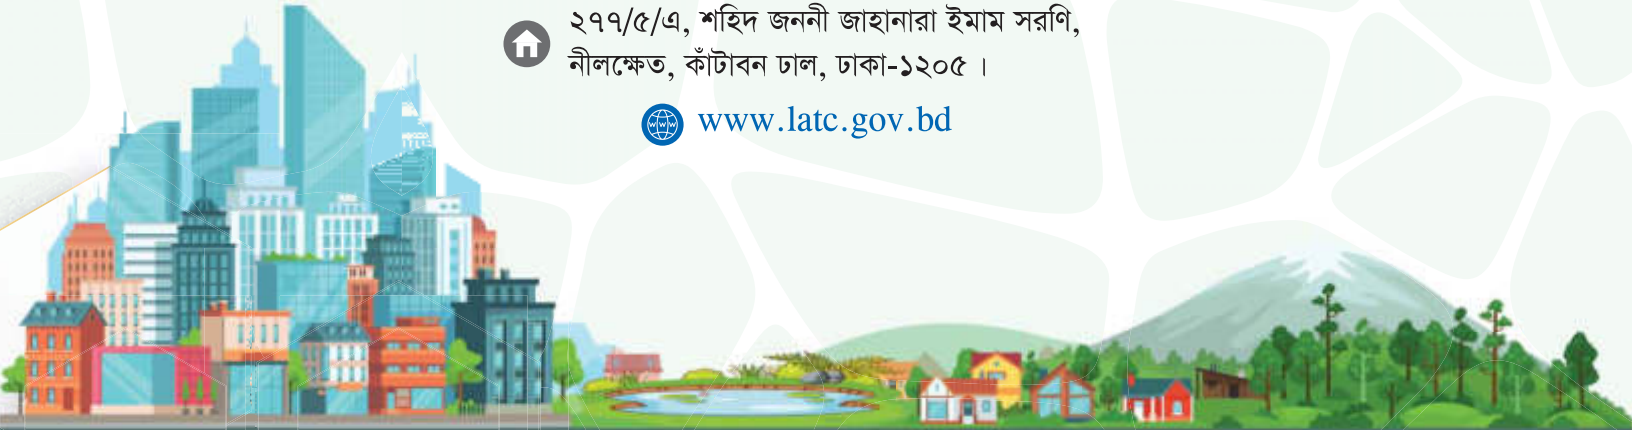 ২৭৭/৫/এ, শহিদ জননী জাহানারা ইমাম সরণি,
নীলক্ষেত, কাঁটাবন ঢাল, ঢাকা-১২০৫ ।
www.latc.gov.bd